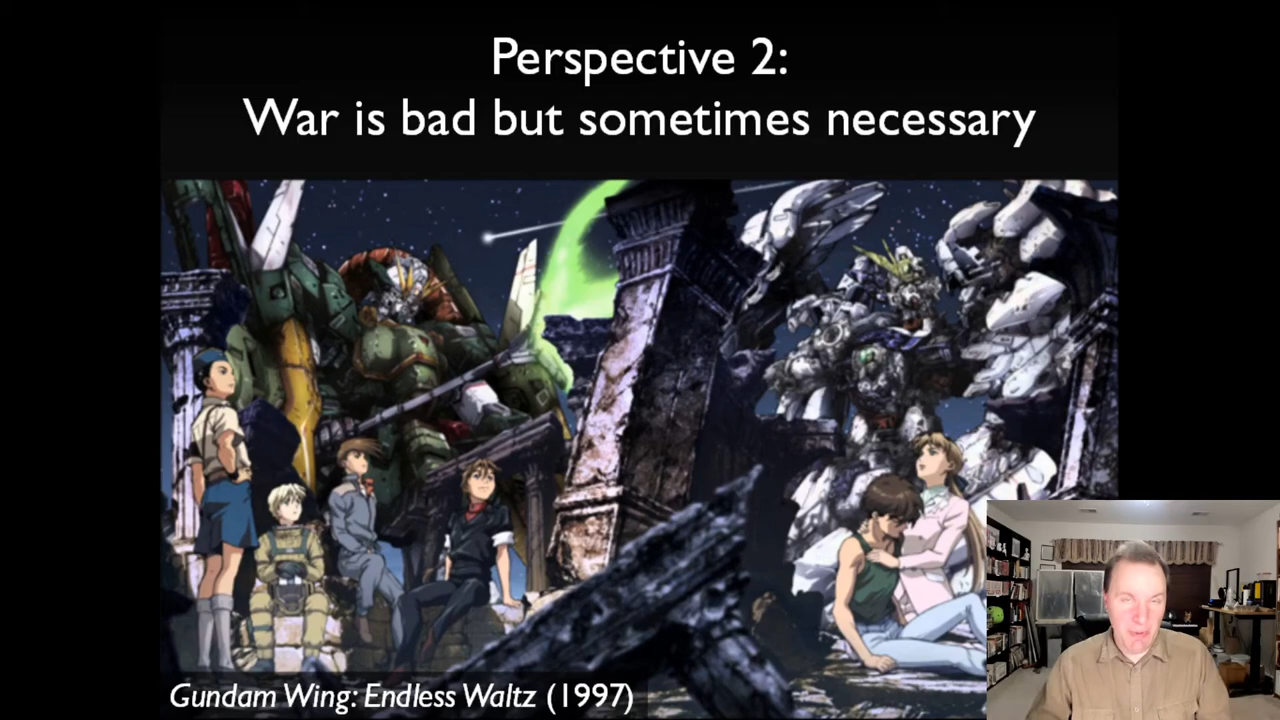 Perspective 2:
War is bad but sometimes necessary
Gundam Wing: Endless Waltz (1997)